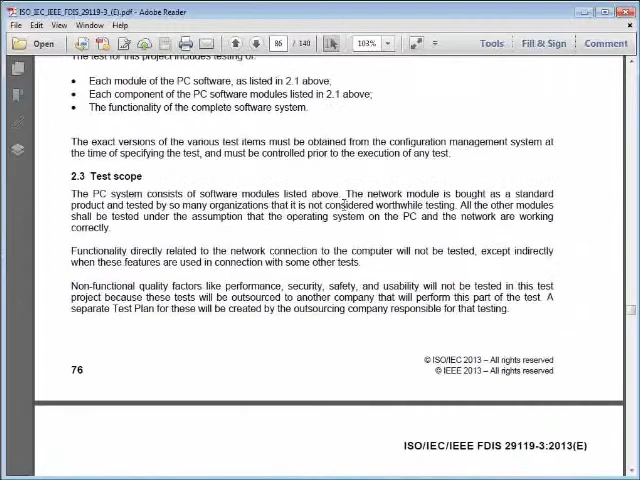 ISO_IEC_IEEE_FDIS_29119-3_(E).pdf - Adobe Reader
File Edit View Window Help
Open 86 / 140 103% Tools Fill & Sign Comment
The test for this project includes testing of:
• Each module of the PC software, as listed in 2.1 above;
• Each component of the PC software modules listed in 2.1 above;
• The functionality of the complete software system.
The exact versions of the various test items must be obtained from the configuration management system at
the time of specifying the test, and must be controlled prior to the execution of any test.
2.3 Test scope
The PC system consists of software modules listed above. The network module is bought as a standard
product and tested by so many organizations that it is not considered worthwhile testing. All the other modules
shall be tested under the assumption that the operating system on the PC and the network are working
correctly.
Functionality directly related to the network connection to the computer will not be tested, except indirectly
when these features are used in connection with some other tests.
Non-functional quality factors like performance, security, safety, and usability will not be tested in this test
project because these tests will be outsourced to another company that will perform this part of the test. A
separate Test Plan for these will be created by the outsourcing company responsible for that testing.
© ISO/IEC 2013 – All rights reserved
76 © IEEE 2013 – All rights reserved
ISO/IEC/IEEE FDIS 29119-3:2013(E)